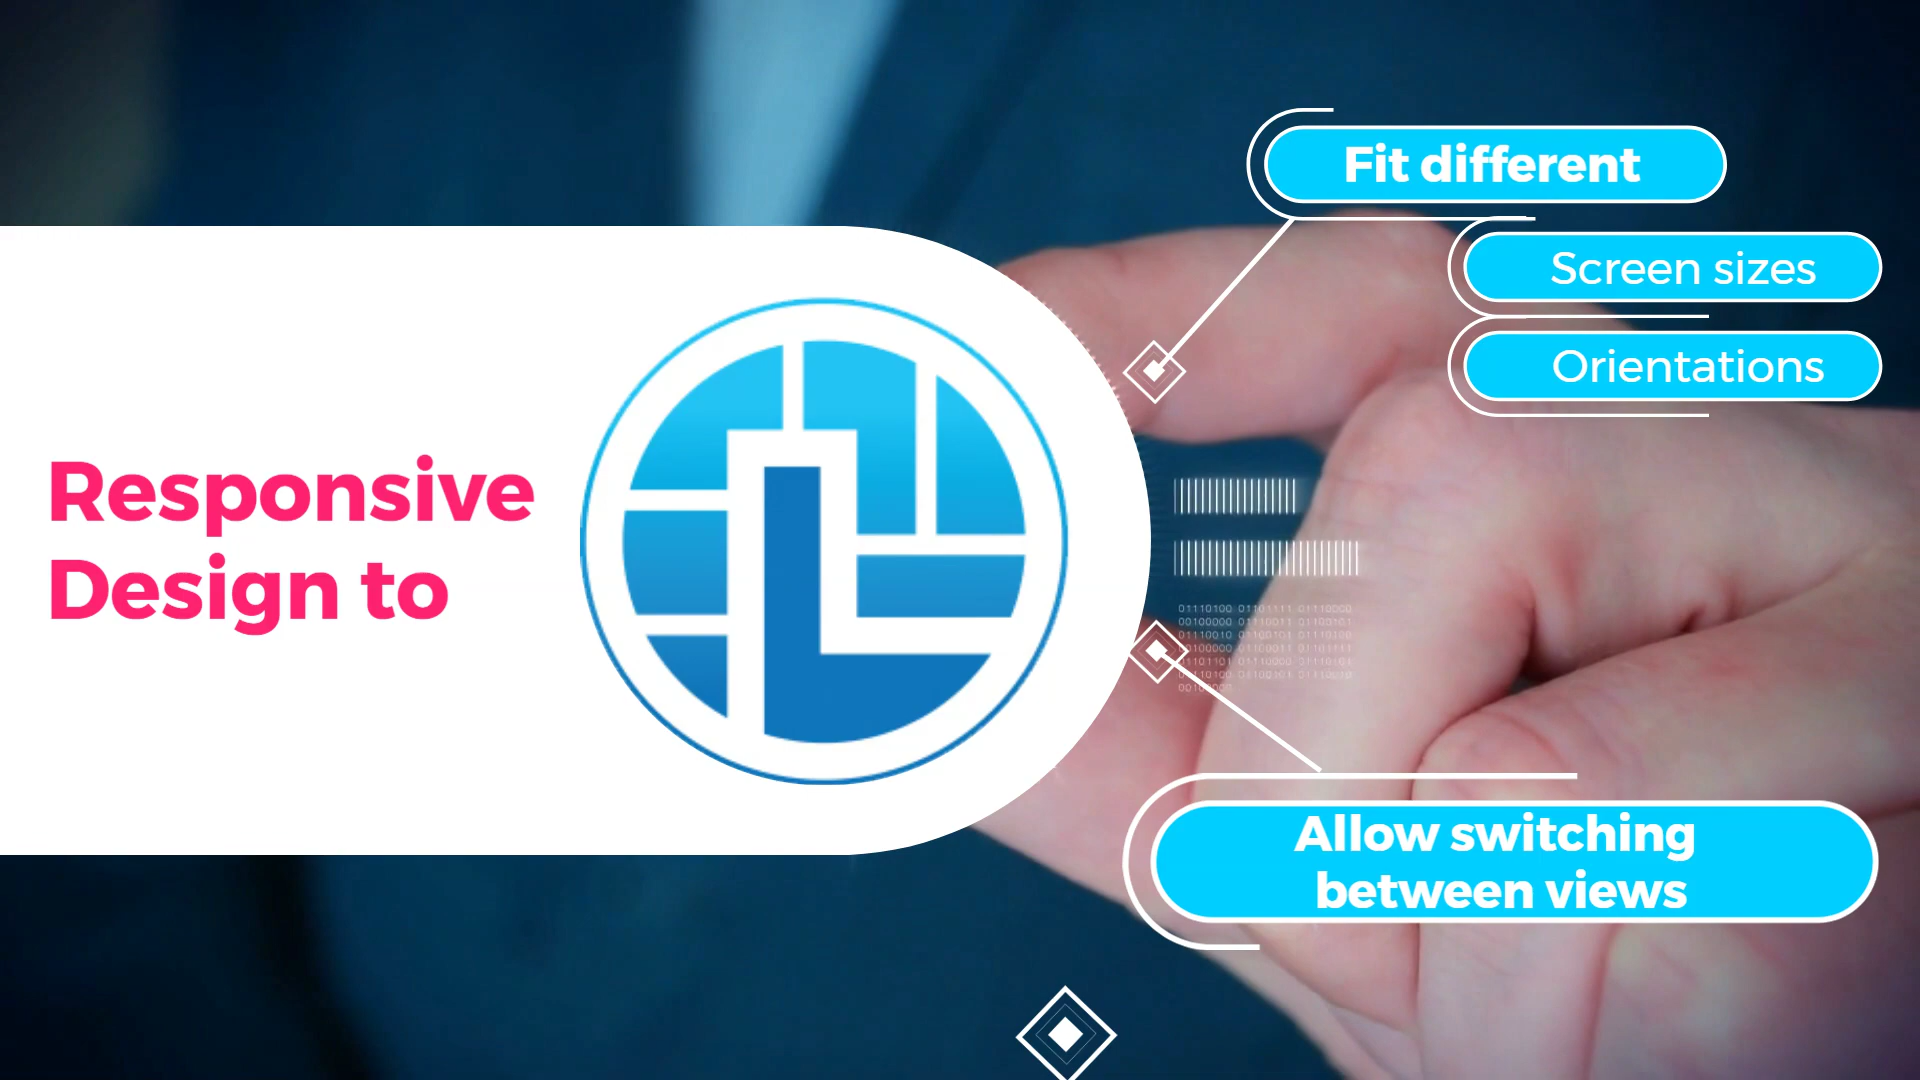 Responsive
Design to
Fit different
Screen sizes
Orientations
Allow switching
between views